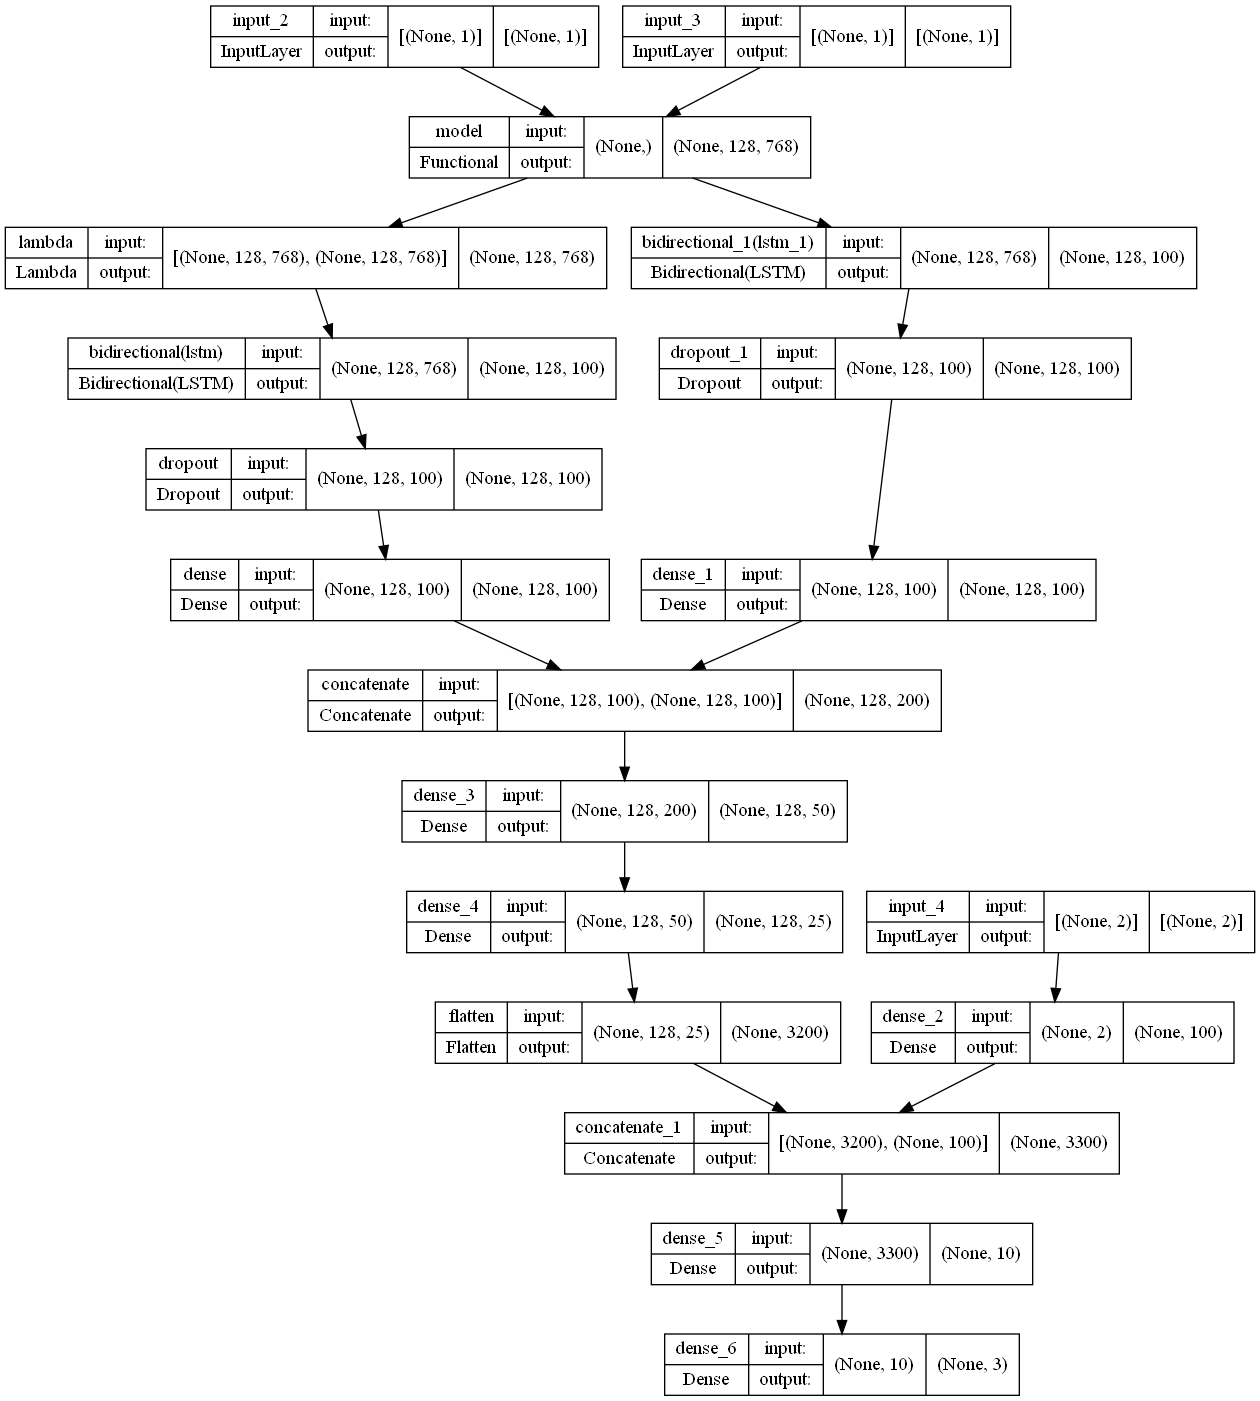 input_2 input: [(None, 1)] [(None, 1)]
InputLayer output:
input_3 input: [(None, 1)] [(None, 1)]
InputLayer output:
model input: (None,) (None, 128, 768)
Functional output:
lambda input: [(None, 128, 768), (None, 128, 768)] (None, 128, 768)
Lambda output:
bidirectional_1(lstm_1) input: (None, 128, 768) (None, 128, 100)
Bidirectional(LSTM) output:
bidirectional(lstm) input: (None, 128, 768) (None, 128, 100)
Bidirectional(LSTM) output:
dropout_1 input: (None, 128, 100) (None, 128, 100)
Dropout output:
dropout input: (None, 128, 100) (None, 128, 100)
Dropout output:
dense input: (None, 128, 100) (None, 128, 100)
Dense output:
dense_1 input: (None, 128, 100) (None, 128, 100)
Dense output:
concatenate input: [(None, 128, 100), (None, 128, 100)] (None, 128, 200)
Concatenate output:
dense_3 input: (None, 128, 200) (None, 128, 50)
Dense output:
dense_4 input: (None, 128, 50) (None, 128, 25)
Dense output:
input_4 input: [(None, 2)] [(None, 2)]
InputLayer output:
flatten input: (None, 128, 25) (None, 3200)
Flatten output:
dense_2 input: (None, 2) (None, 100)
Dense output:
concatenate_1 input: [(None, 3200), (None, 100)] (None, 3300)
Concatenate output:
dense_5 input: (None, 3300) (None, 10)
Dense output:
dense_6 input: (None, 10) (None, 3)
Dense output: